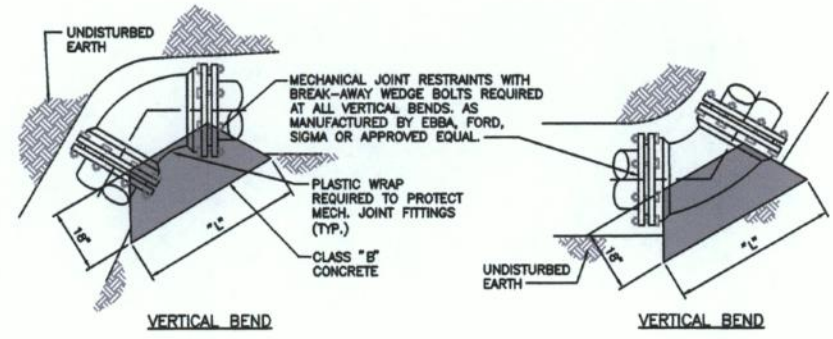 UNDISTURBED
EARTH
MECHANICAL JOINT RESTRAINTS WITH
BREAK-AWAY WEDGE BOLTS REQUIRED
AT ALL VERTICAL BENDS. AS
MANUFACTURED BY EBBA, FORD,
SIGMA OR APPROVED EQUAL.
PLASTIC WRAP
REQUIRED TO PROTECT
MECH. JOINT FITTINGS
(TYP.)
18"
"L"
CLASS "B"
CONCRETE
VERTICAL BEND
UNDISTURBED
EARTH
18"
"L"
VERTICAL BEND